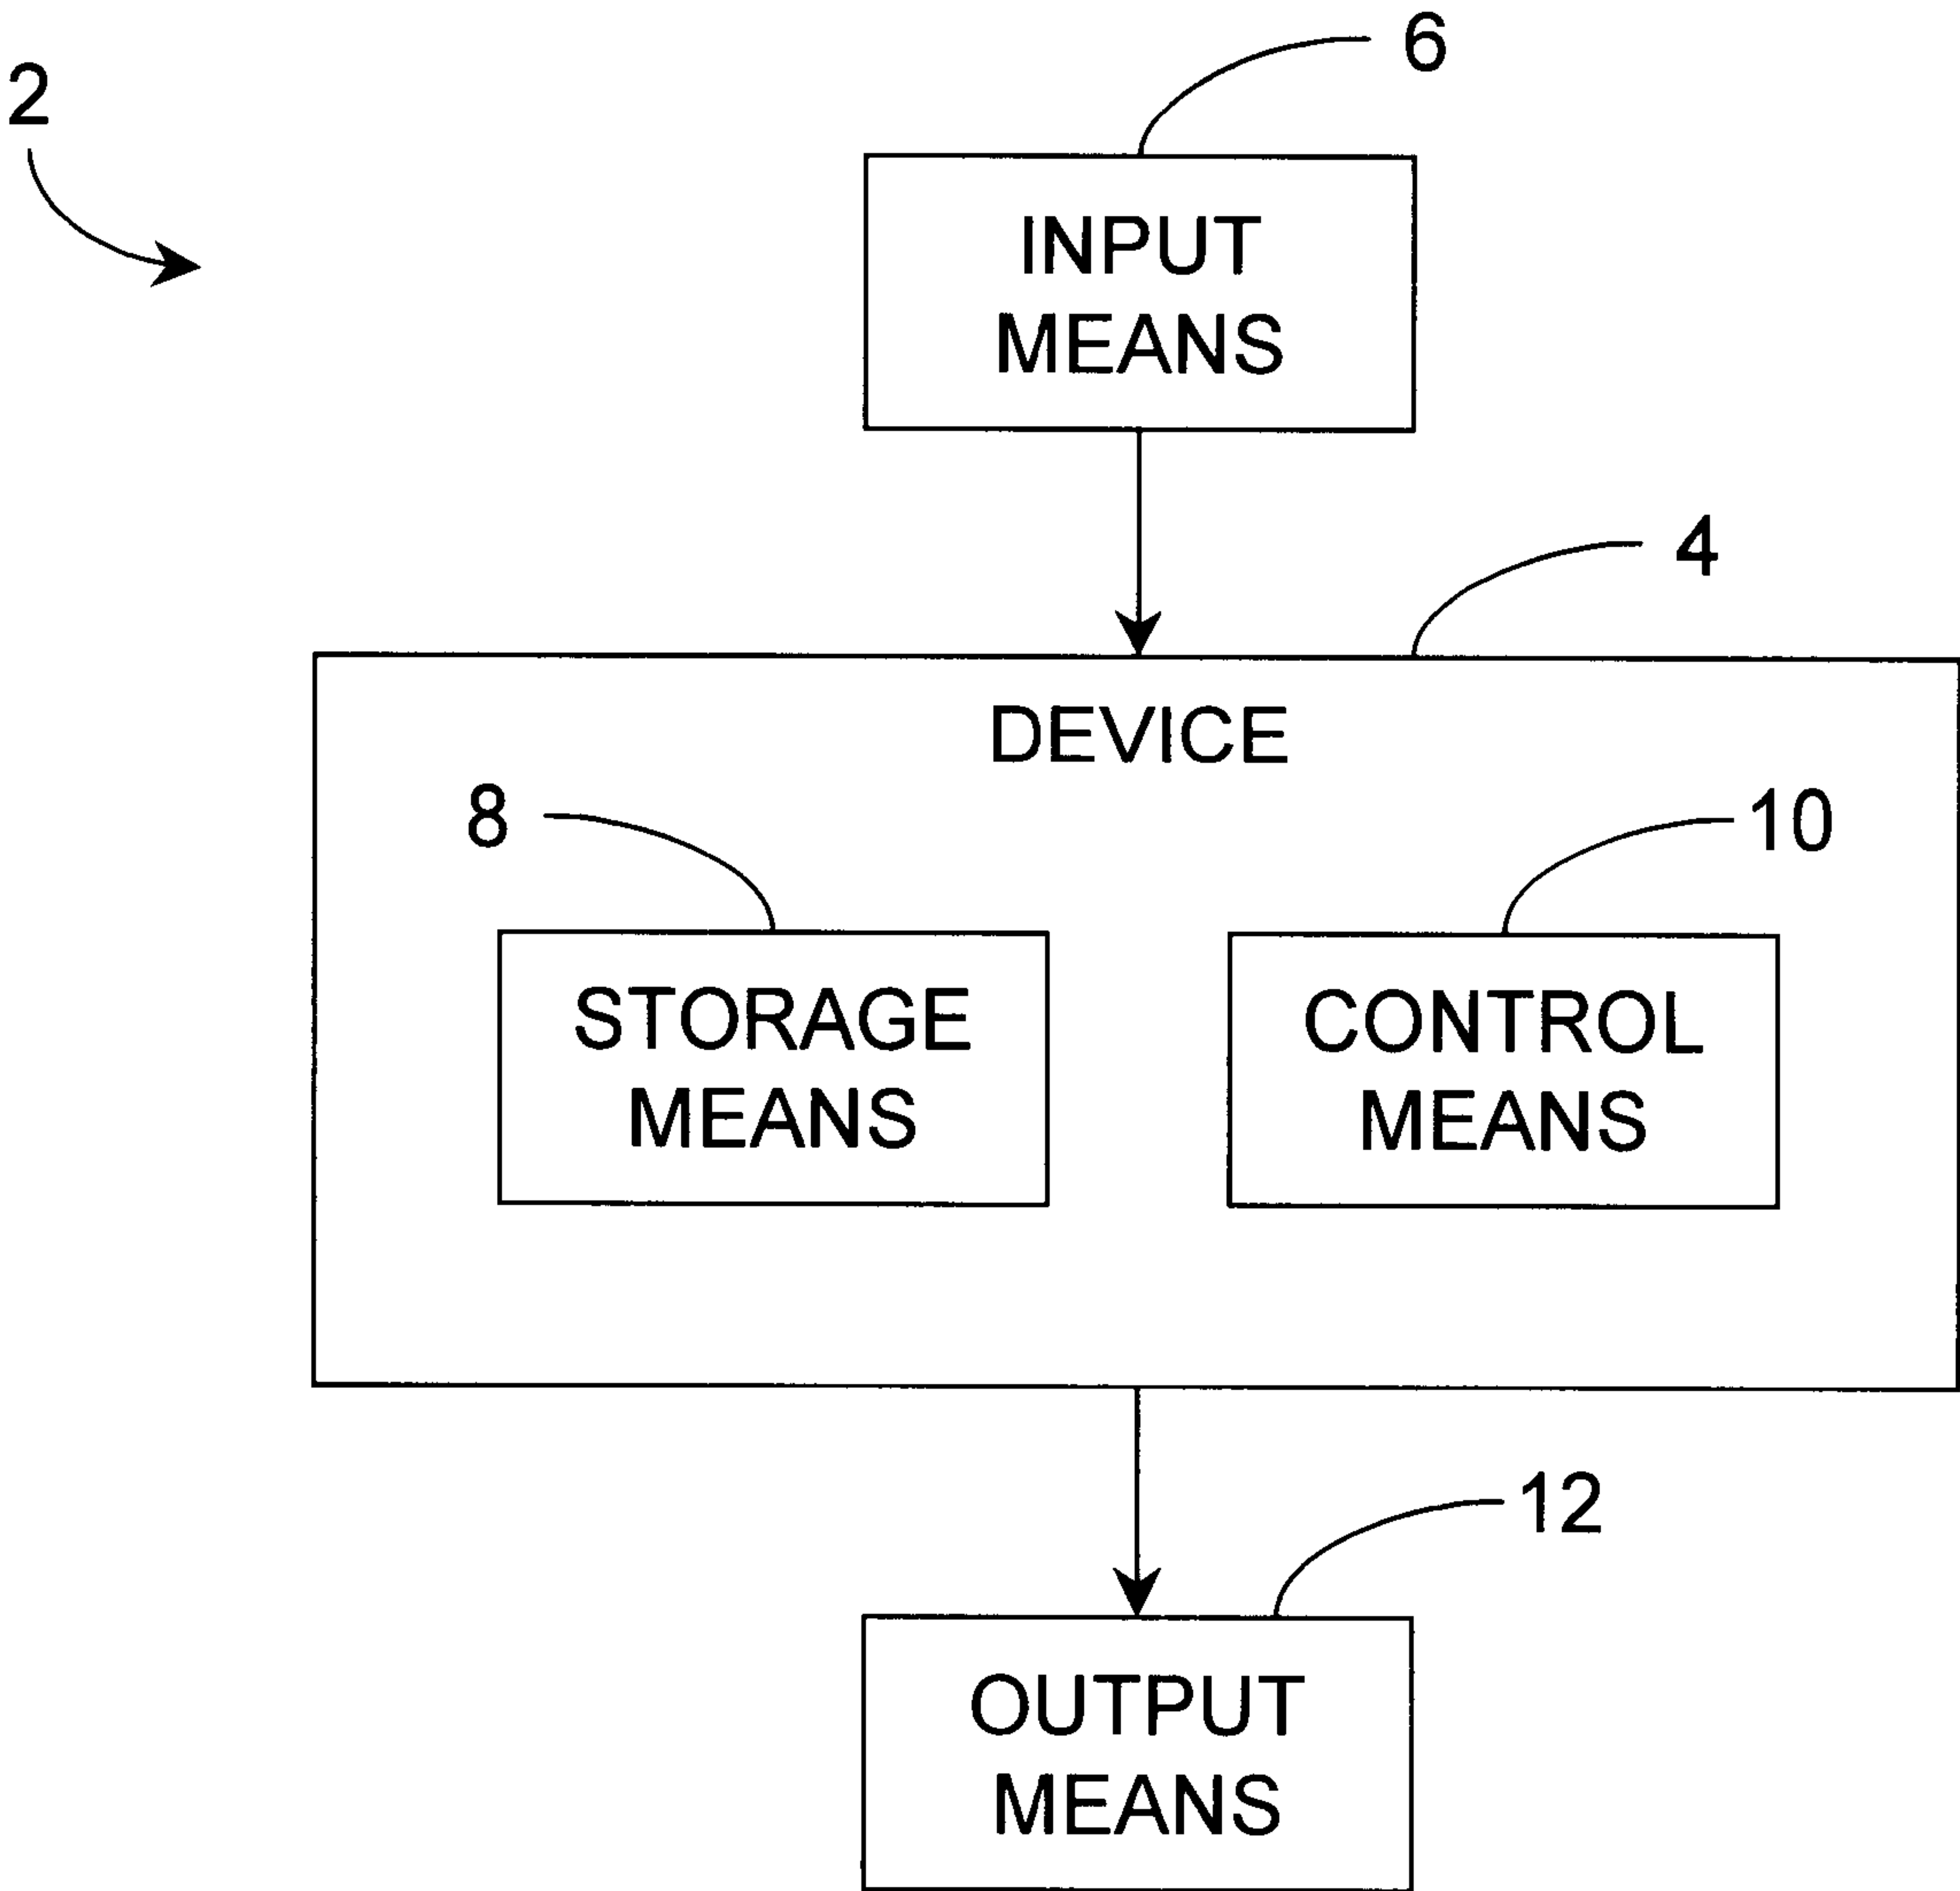 6
2
INPUT
MEANS
4
DEVICE
8
10
STORAGE
MEANS
CONTROL
MEANS
12
OUTPUT
MEANS